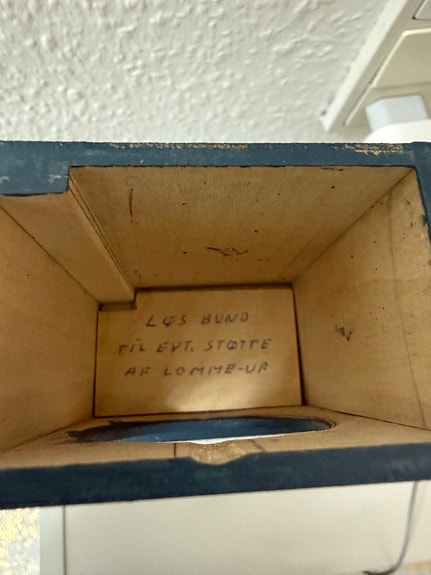 LØS BUND
TIL EVT. STØTTE
AF LOMME-UR